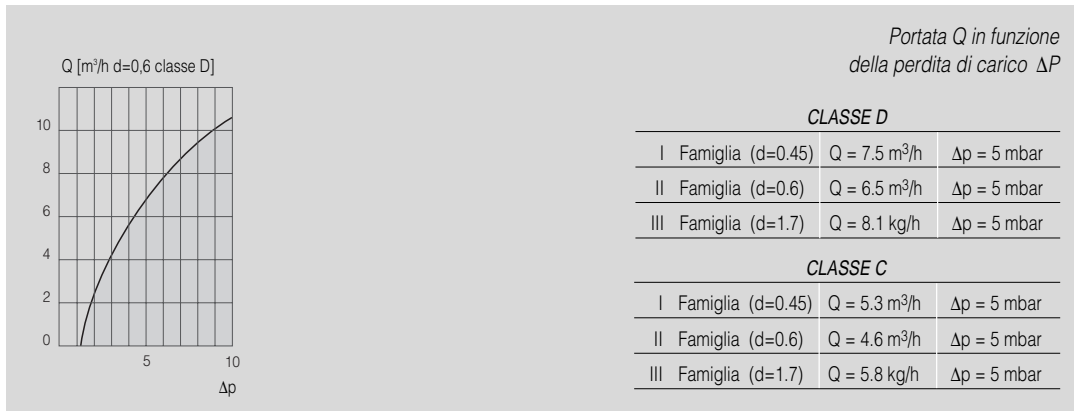 Portata Q in funzione
della perdita di carico ΔP
Q [m³/h d=0,6 classe D]
10
8
6
4
2
0
5 10
Δp
CLASSE D
I Famiglia (d=0.45) Q = 7.5 m³/h Δp = 5 mbar
II Famiglia (d=0.6) Q = 6.5 m³/h Δp = 5 mbar
III Famiglia (d=1.7) Q = 8.1 kg/h Δp = 5 mbar
CLASSE C
I Famiglia (d=0.45) Q = 5.3 m³/h Δp = 5 mbar
II Famiglia (d=0.6) Q = 4.6 m³/h Δp = 5 mbar
III Famiglia (d=1.7) Q = 5.8 kg/h Δp = 5 mbar